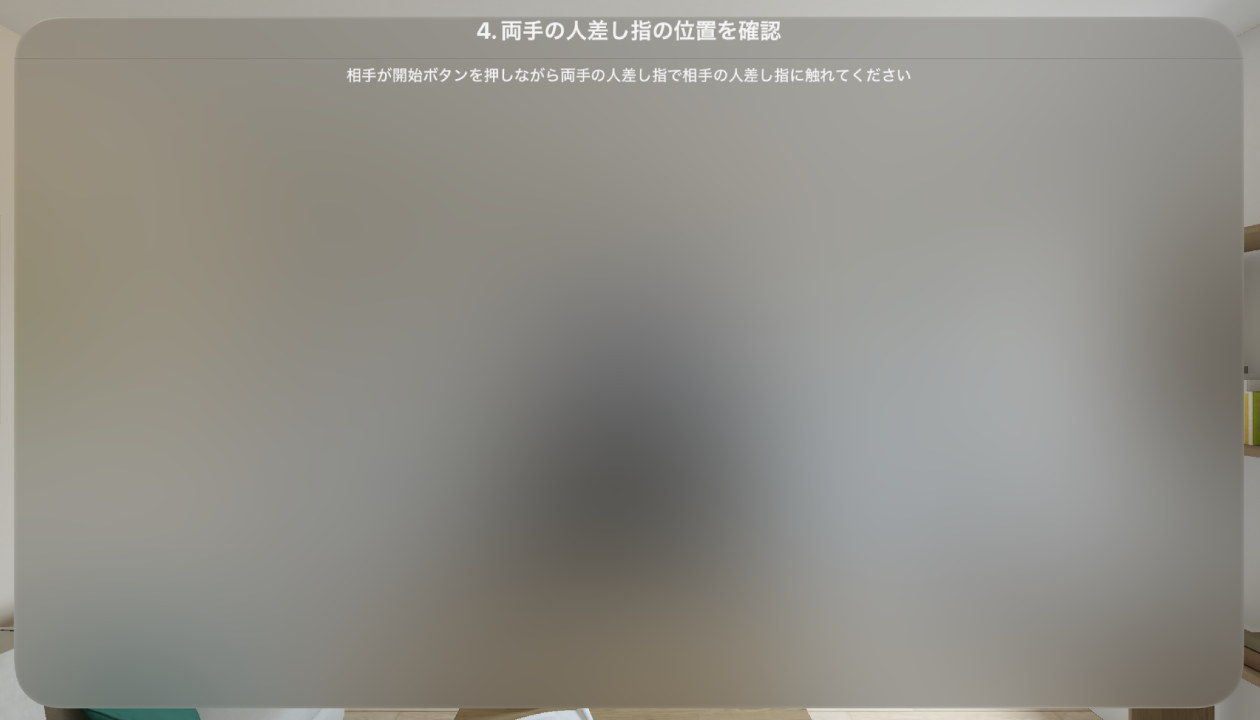 4. 両手の人差し指の位置を確認
相手が開始ボタンを押しながら両手の人差し指で相手の人差し指に触れてください